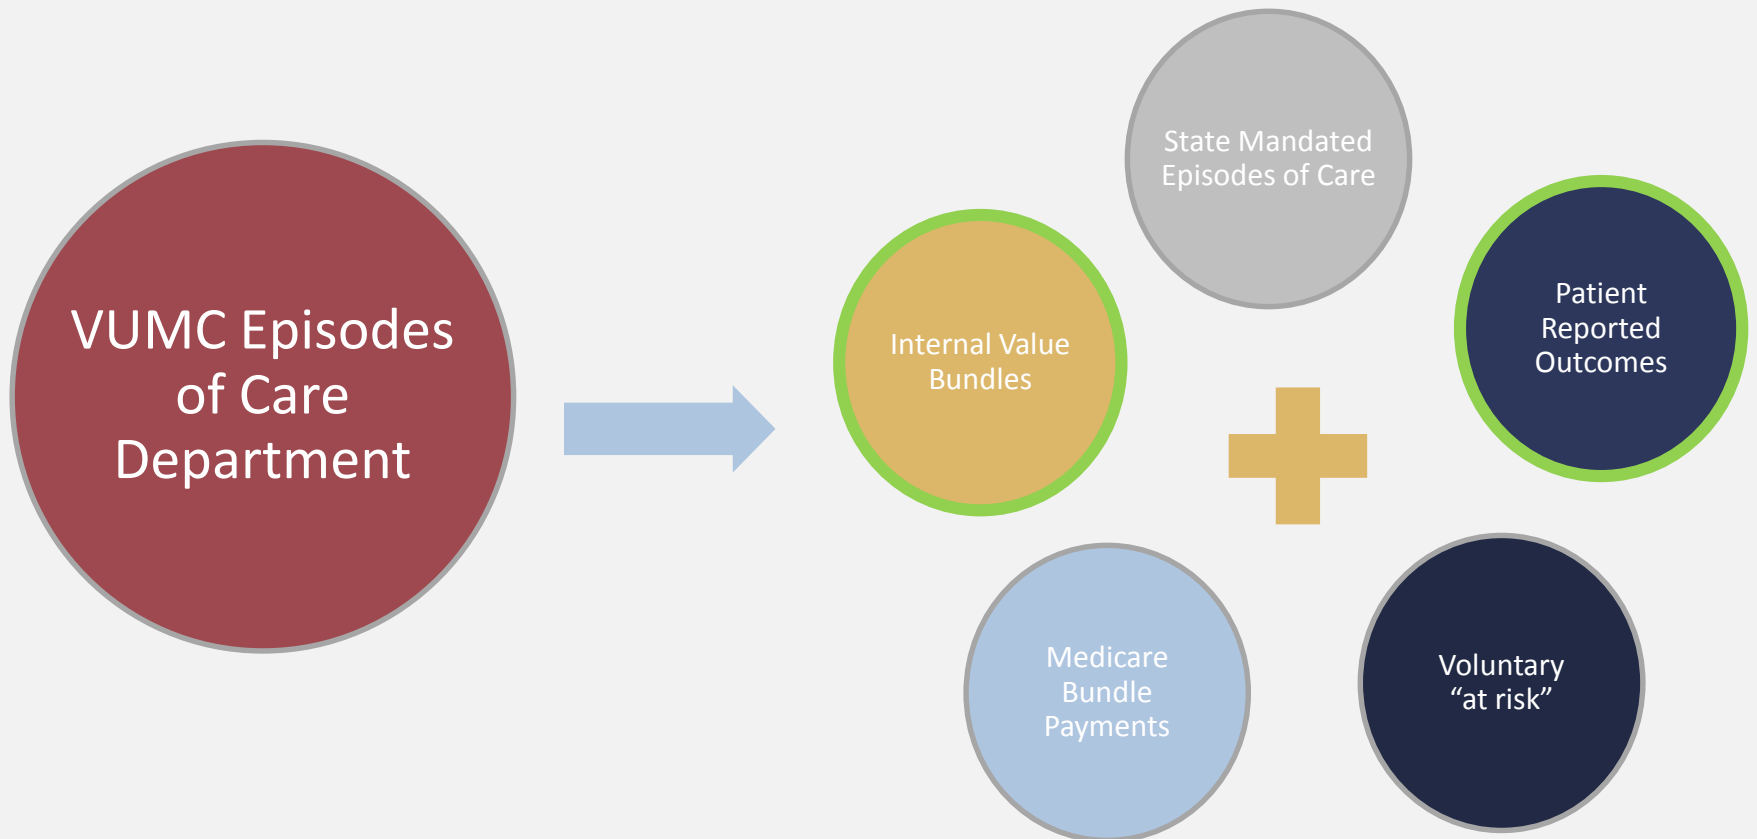 VUMC Episodes
of Care
Department
Internal Value
Bundles
State Mandated
Episodes of Care
Patient
Reported
Outcomes
Medicare
Bundle
Payments
Voluntary
“at risk”